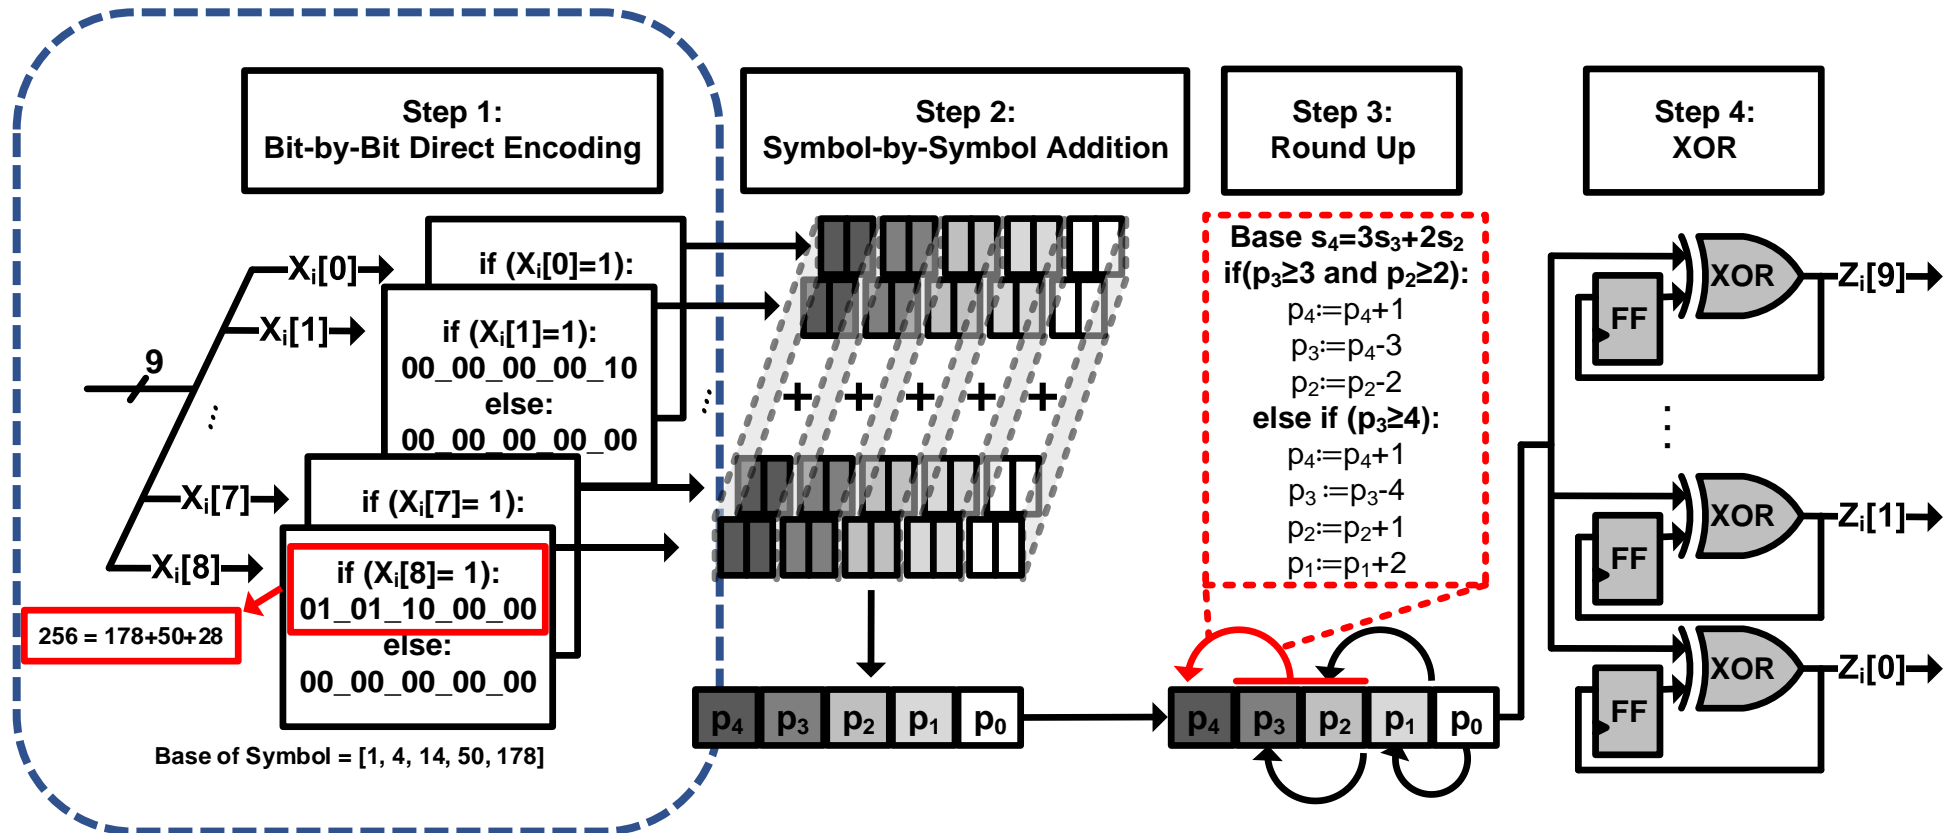 Step 1:
Bit-by-Bit Direct Encoding
Step 2:
Symbol-by-Symbol Addition
Step 3:
Round Up
Step 4:
XOR
9
Xi[0]
Xi[1]
Xi[7]
Xi[8]
if (Xi[0]=1):
if (Xi[1]=1):
00_00_00_00_10
else:
00_00_00_00_00
if (Xi[7]= 1):
if (Xi[8]= 1):
01_01_10_00_00
else:
00_00_00_00_00
256 = 178+50+28
Base of Symbol = [1, 4, 14, 50, 178]
+ + + + +
p4 p3 p2 p1 p0
Base s4=3s3+2s2
if(p3≥3 and p2≥2):
p4:=p4+1
p3:=p4-3
p2:=p2-2
else if (p3≥4):
p4:=p4+1
p3:=p3-4
p2:=p2+1
p1:=p1+2
p4 p3 p2 p1 p0
XOR
FF
Zi[9]
XOR
FF
Zi[1]
XOR
FF
Zi[0]